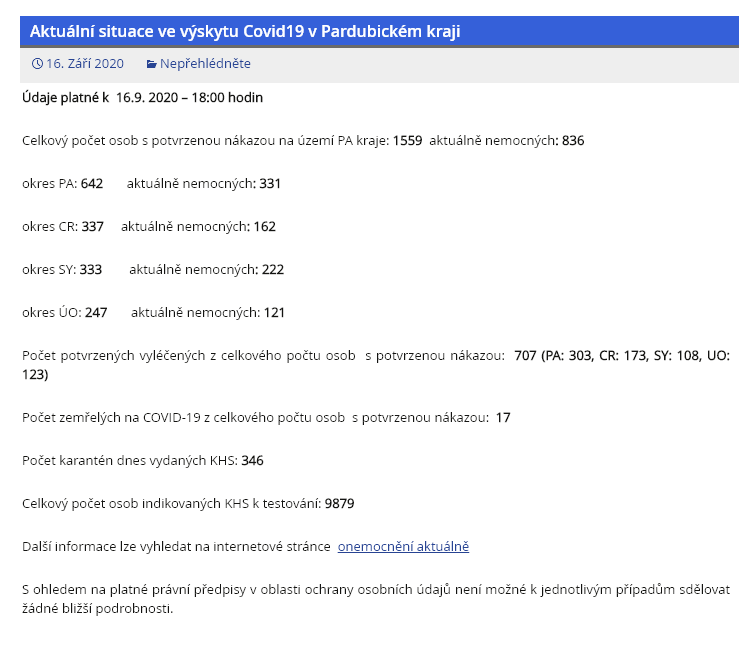 Aktuální situace ve výskytu Covid19 v Pardubickém kraji
16. Září 2020 Nepřehlédněte
Údaje platné k 16.9. 2020 – 18:00 hodin
Celkový počet osob s potvrzenou nákazou na území PA kraje: 1559 aktuálně nemocných: 836
okres PA: 642 aktuálně nemocných: 331
okres CR: 337 aktuálně nemocných: 162
okres SY: 333 aktuálně nemocných: 222
okres ÚO: 247 aktuálně nemocných: 121
Počet potvrzených vyléčených z celkového počtu osob s potvrzenou nákazou: 707 (PA: 303, CR: 173, SY: 108, UO:
123)
Počet zemřelých na COVID-19 z celkového počtu osob s potvrzenou nákazou: 17
Počet karantén dnes vydaných KHS: 346
Celkový počet osob indikovaných KHS k testování: 9879
Další informace lze vyhledat na internetové stránce onemocnění aktuálně
S ohledem na platné právní předpisy v oblasti ochrany osobních údajů není možné k jednotlivým případům sdělovat
žádné bližší podrobnosti.